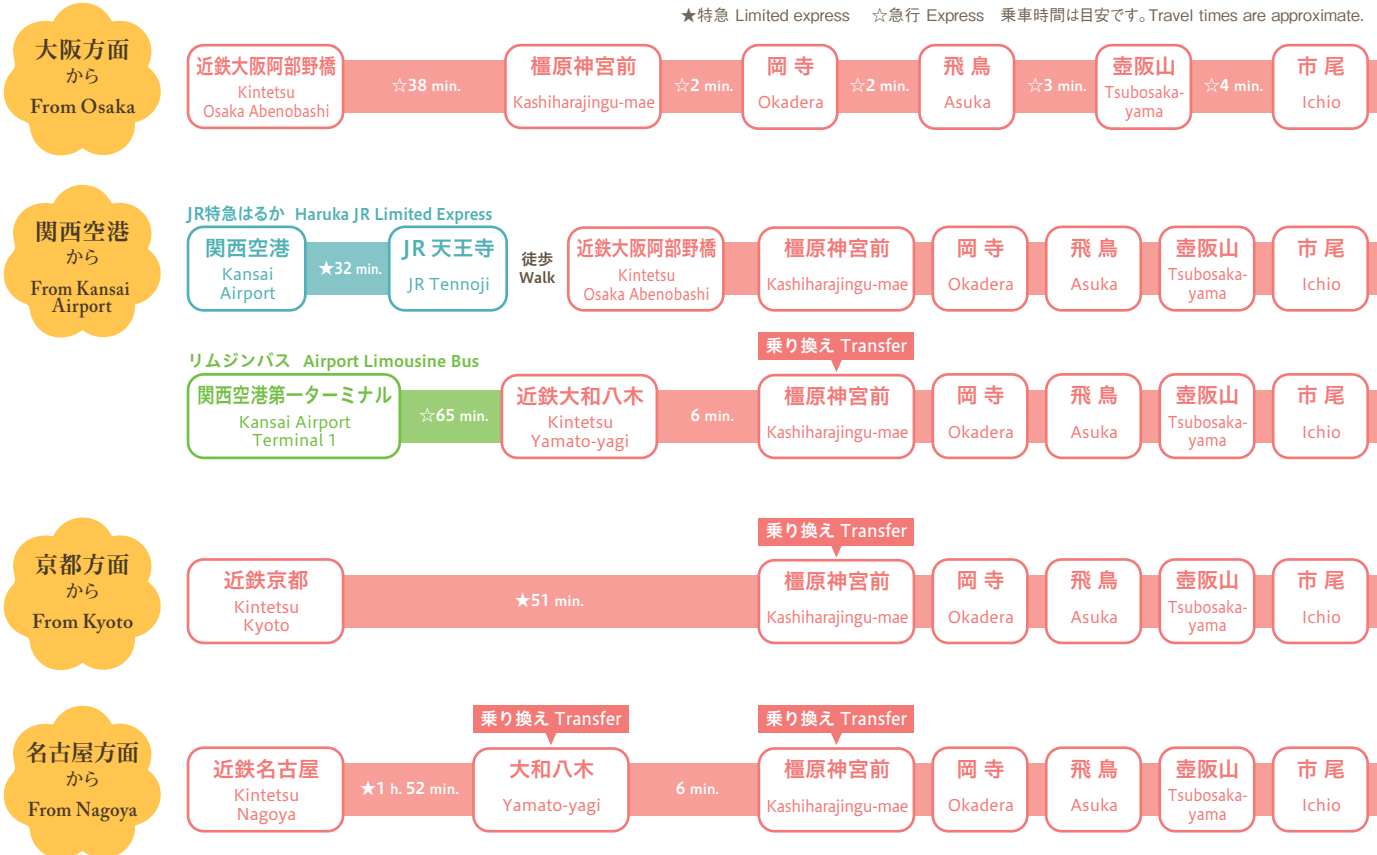 ★特急 Limited express ☆急行 Express 乗車時間は目安です。Travel times are approximate.
大阪方面
から
From Osaka
近鉄大阪阿部野橋
Kintetsu
Osaka Abenobashi
☆38 min.
橿原神宮前
Kashiharajingu-mae
☆2 min.
岡寺
Okadera
☆2 min.
飛鳥
Asuka
☆3 min.
壺阪山
Tsubosaka-
yama
☆4 min.
市尾
Ichio
関西空港
から
From Kansai
Airport
JR特急はるか Haruka JR Limited Express
関西空港
Kansai
Airport
★32 min.
JR 天王寺
JR Tennoji
徒歩
Walk
近鉄大阪阿部野橋
Kintetsu
Osaka Abenobashi
橿原神宮前
Kashiharajingu-mae
岡寺
Okadera
飛鳥
Asuka
壺阪山
Tsubosaka-
yama
市尾
Ichio
リムジンバス Airport Limousine Bus
関西空港第一ターミナル
Kansai Airport
Terminal 1
☆65 min.
近鉄大和八木
Kintetsu
Yamato-yagi
6 min.
乗り換え Transfer
橿原神宮前
Kashiharajingu-mae
岡寺
Okadera
飛鳥
Asuka
壺阪山
Tsubosaka-
yama
市尾
Ichio
京都方面
から
From Kyoto
近鉄京都
Kintetsu
Kyoto
★51 min.
乗り換え Transfer
橿原神宮前
Kashiharajingu-mae
岡寺
Okadera
飛鳥
Asuka
壺阪山
Tsubosaka-
yama
市尾
Ichio
名古屋方面
から
From Nagoya
近鉄名古屋
Kintetsu
Nagoya
★1 h. 52 min.
乗り換え Transfer
大和八木
Yamato-yagi
6 min.
乗り換え Transfer
橿原神宮前
Kashiharajingu-mae
岡寺
Okadera
飛鳥
Asuka
壺阪山
Tsubosaka-
yama
市尾
Ichio